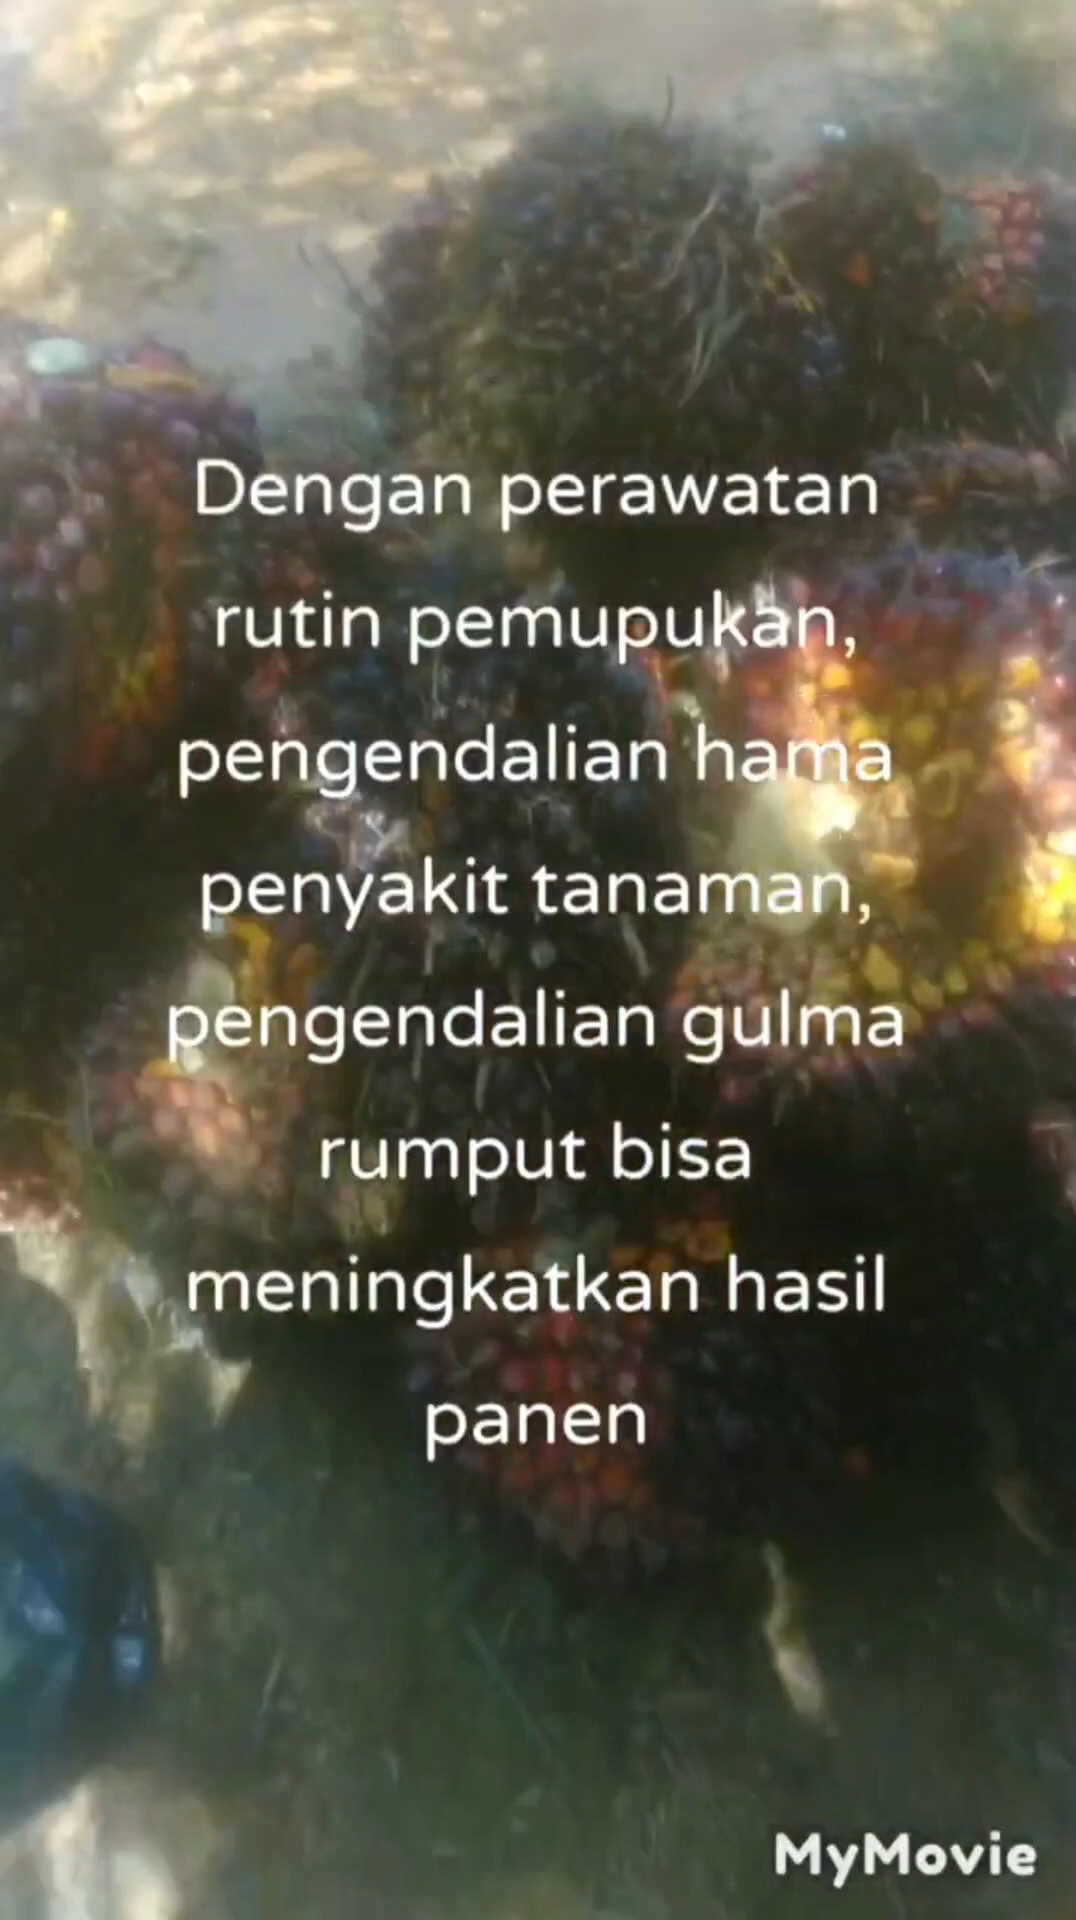 Dengan perawatan
rutin pemupukan,
pengendalian hama
penyakit tanaman,
pengendalian gulma
rumput bisa
meningkatkan hasil
panen
MyMovie